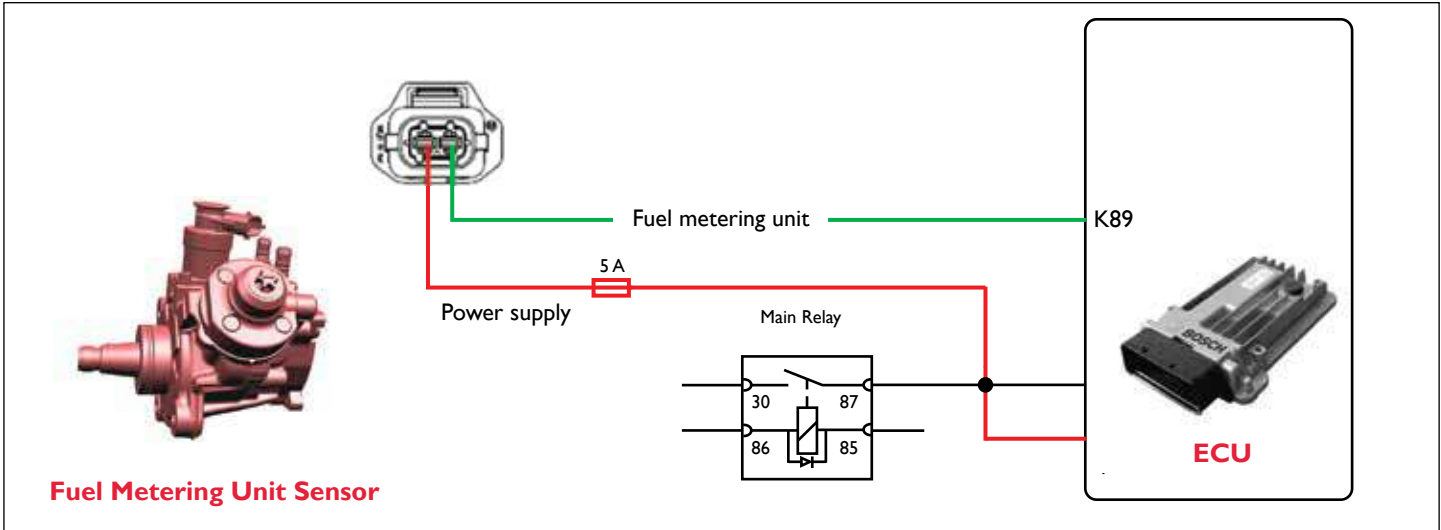 Fuel metering unit
K89
5 A
Power supply
Main Relay
30
87
86
85
BOSCH
ECU
Fuel Metering Unit Sensor